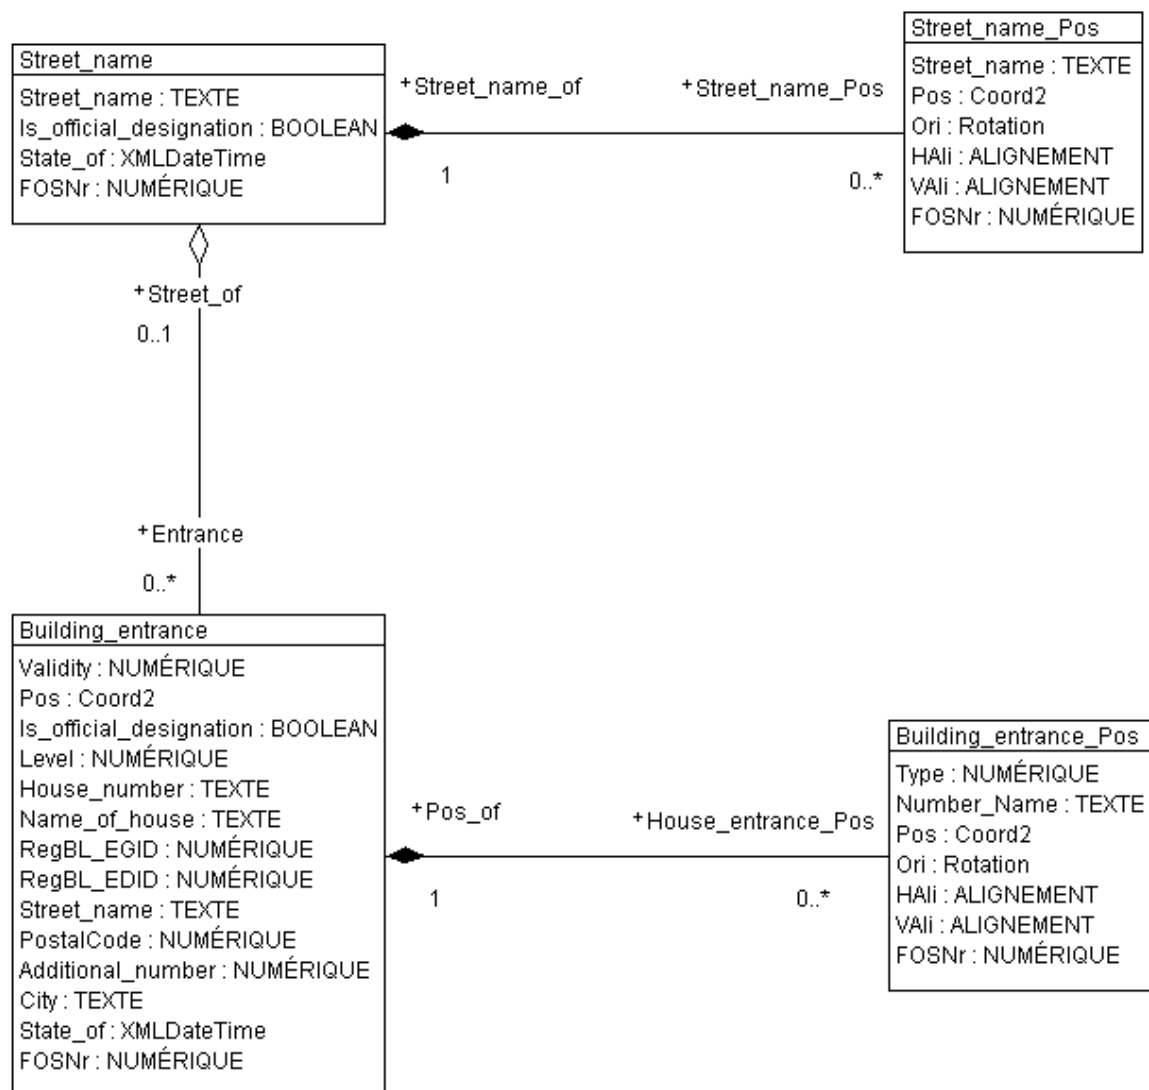 Street_name
Street_name : TEXTE
Is_official_designation : BOOLEAN
State_of : XMLDateTime
FOSNr : NUMÉRIQUE
+Street_name_of
1
+Street_name_Pos
0..*
Street_name_Pos
Street_name : TEXTE
Pos : Coord2
Ori : Rotation
HAli : ALIGNEMENT
VAli : ALIGNEMENT
FOSNr : NUMÉRIQUE
+Street_of
0..1
+Entrance
0..*
Building_entrance
Validity : NUMÉRIQUE
Pos : Coord2
Is_official_designation : BOOLEAN
Level : NUMÉRIQUE
House_number : TEXTE
Name_of_house : TEXTE
RegBL_EGID : NUMÉRIQUE
RegBL_EDID : NUMÉRIQUE
Street_name : TEXTE
PostalCode : NUMÉRIQUE
Additional_number : NUMÉRIQUE
City : TEXTE
State_of : XMLDateTime
FOSNr : NUMÉRIQUE
+Pos_of
1
+House_entrance_Pos
0..*
Building_entrance_Pos
Type : NUMÉRIQUE
Number_Name : TEXTE
Pos : Coord2
Ori : Rotation
HAli : ALIGNEMENT
VAli : ALIGNEMENT
FOSNr : NUMÉRIQUE